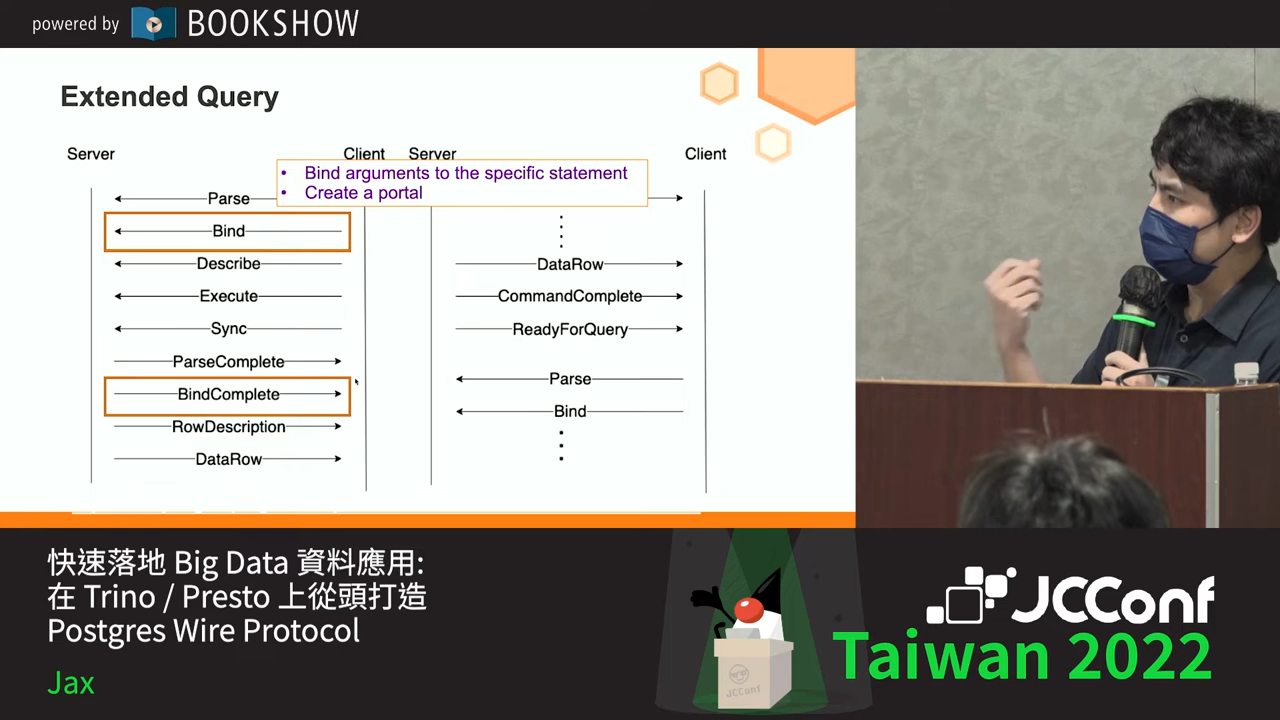 powered by BOOKSHOW
Extended Query
Server
Client
Server
Client
• Bind arguments to the specific statement
• Create a portal
Parse
Bind
Describe
Execute
Sync
ParseComplete
BindComplete
RowDescription
DataRow
DataRow
CommandComplete
ReadyForQuery
Parse
Bind
快速落地 Big Data 資料應用:
在 Trino / Presto 上從頭打造
Postgres Wire Protocol
Jax
JCConf
JCConf
Taiwan 2022